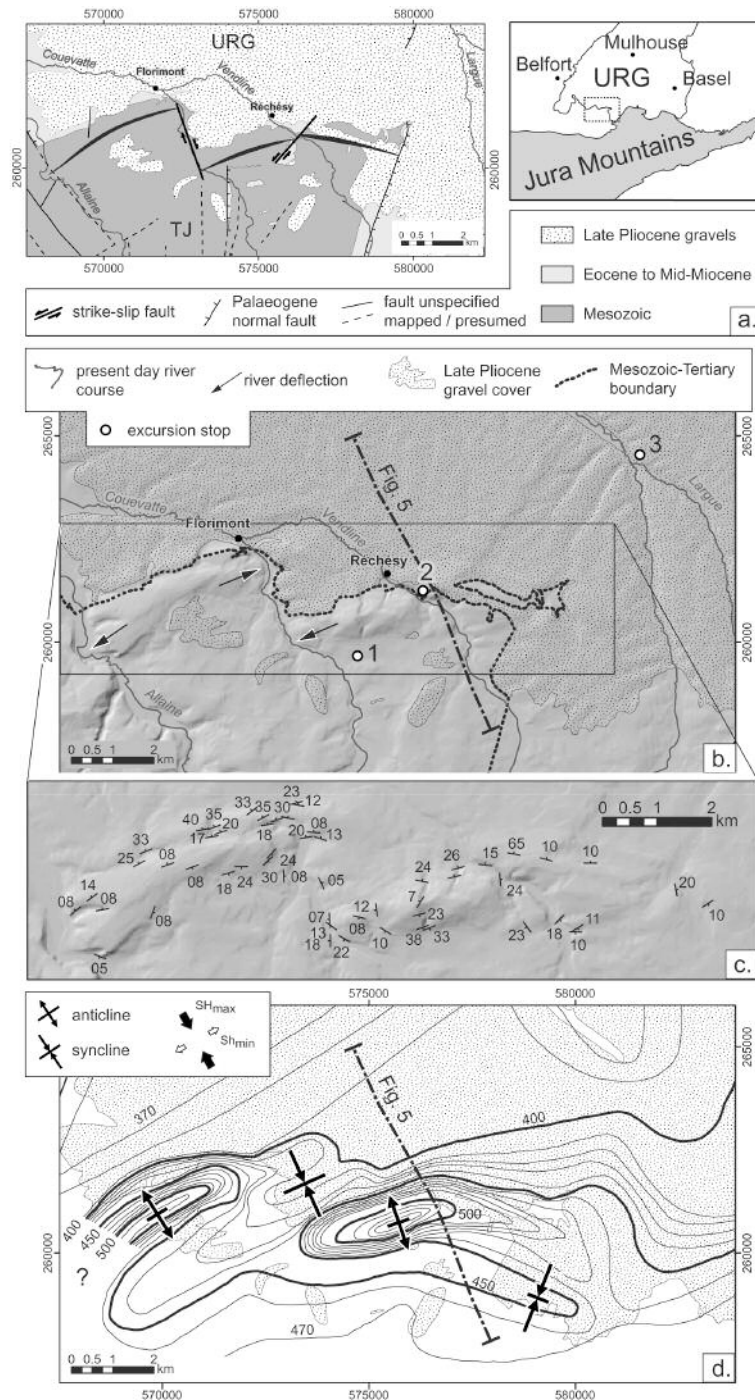 570000
575000
580000
URG
Couevatte
Florimont
Vendline
Réchésy
Largue
260000
260000
Allaine
TJ
0 0.5 1 2
km
570000
575000
580000
Mulhouse
Belfort
URG
Basel
Jura Mountains
Late Pliocene gravels
Eocene to Mid-Miocene
Mesozoic
strike-slip fault
Palaeogene
normal fault
fault unspecified
mapped / presumed
a.
present day river
course
river deflection
Late Pliocene
gravel cover
Mesozoic-Tertiary
boundary
excursion stop
265000
265000
3
Largue
Fig. 5
Couevatte
Florimont
Vendline
Réchésy
2
260000
260000
1
Allaine
0 0.5 1 2
km
b.
23
12
33 35 30
40 35
20
18
08
17
20
13
33
25
08
08
18
24
24
30
08
05
14
08
08
08
05
26
15
65
10
10
24
24
7
12
07
08
23
13
18
22
10
38
33
23
18
11
10
20
10
0 0.5 1 2
km
c.
anticline
syncline
SHmax
Shmin
575000
580000
265000
Fig. 5
370
400
500
400
450
500
260000
260000
?
450
470
0 0.5 1 2
km
570000
575000
580000
d.